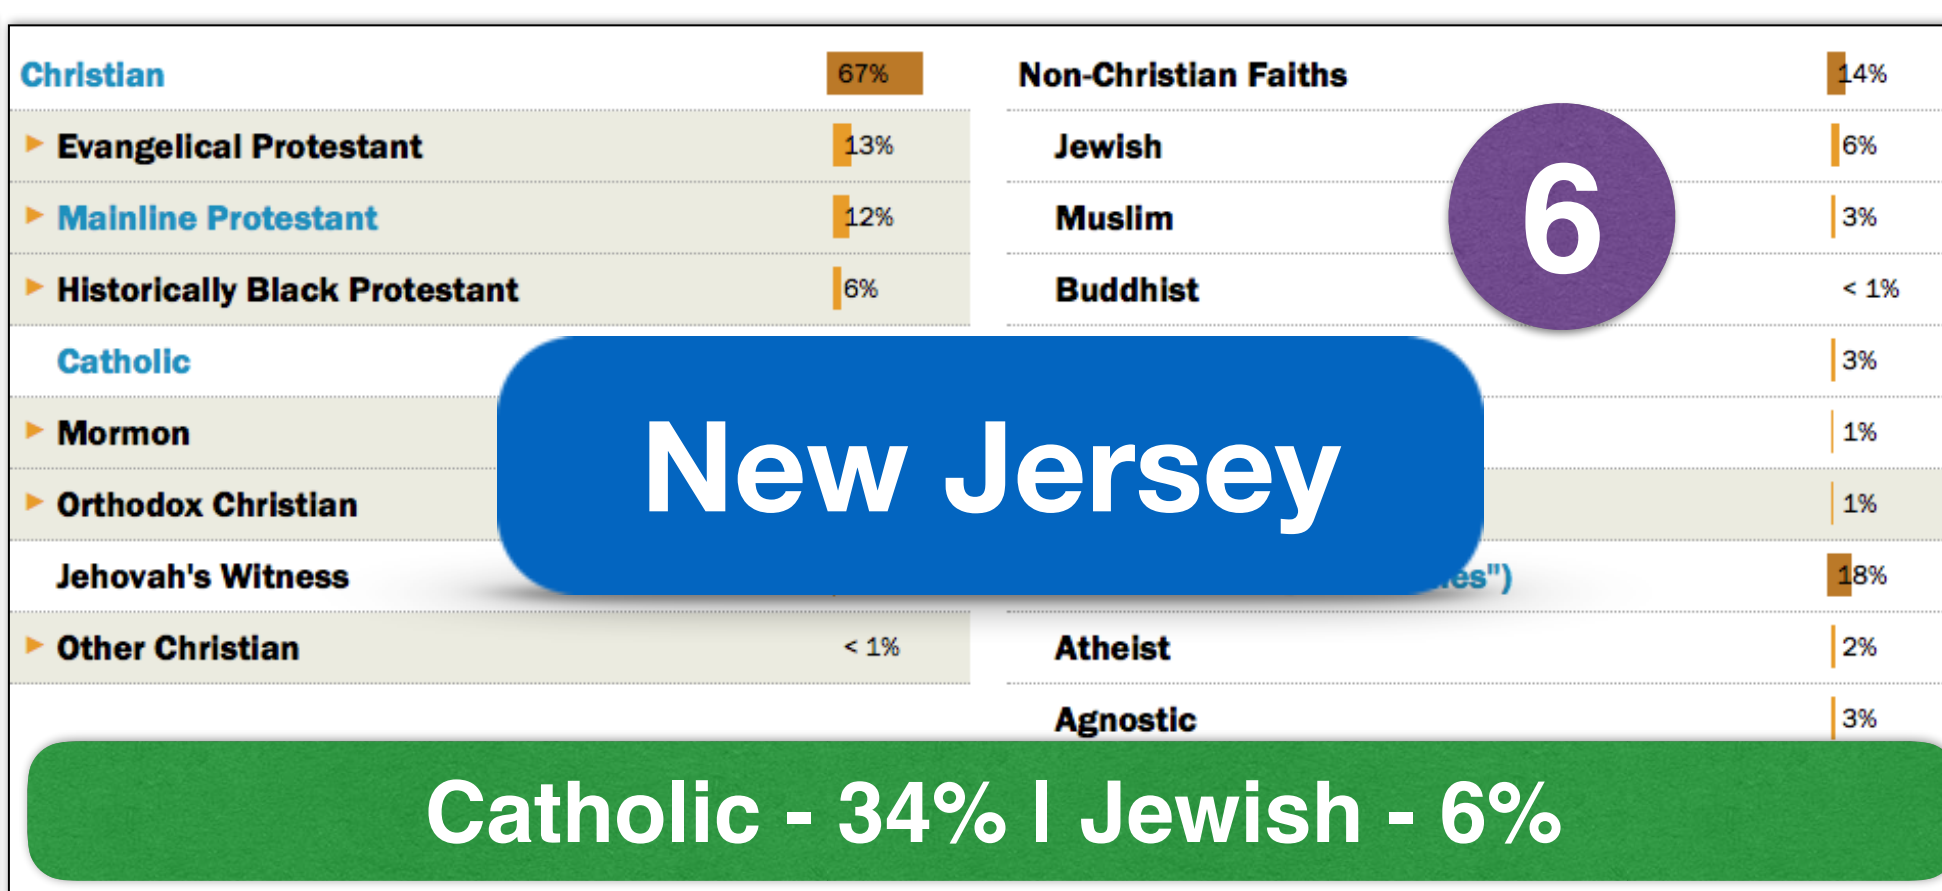 Christian 67%
Evangelical Protestant 13%
Mainline Protestant 12%
Historically Black Protestant 6%
Catholic
Mormon
Orthodox Christian
Jehovah's Witness
Other Christian < 1%
Non-Christian Faiths 14%
Jewish 6%
Muslim 3%
Buddhist < 1%
3%
1%
1%
18%
Atheist 2%
Agnostic 3%
6
New Jersey
Catholic - 34% | Jewish - 6%